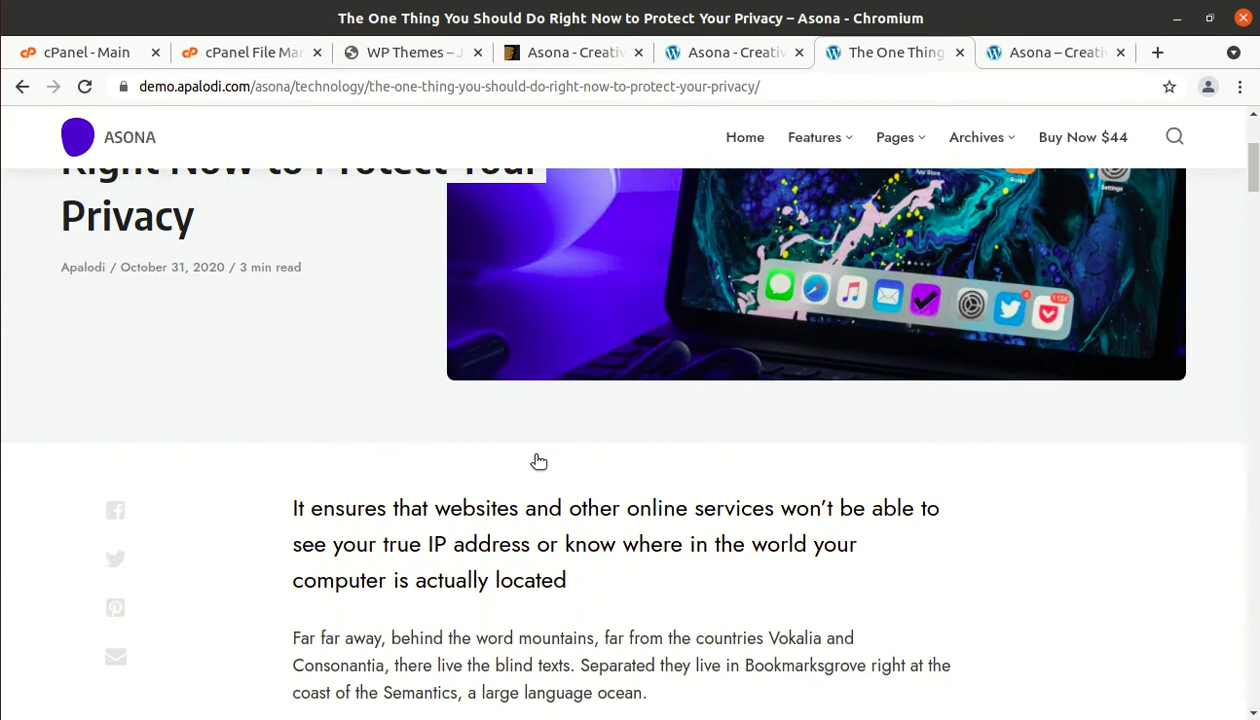 The One Thing You Should Do Right Now to Protect Your Privacy – Asona - Chromium
cPanel - Main
cPanel File Mar
WP Themes –
Asona - Creativ
Asona - Creativ
The One Thing
Asona – Creativ
demo.apalodi.com/asona/technology/the-one-thing-you-should-do-right-now-to-protect-your-privacy/
ASONA
Home
Features
Pages
Archives
Buy Now $44
Right Now to Protect Your
Privacy
Apalodi / October 31, 2020 / 3 min read
App Store
Settings
It ensures that websites and other online services won’t be able to
see your true IP address or know where in the world your
computer is actually located
Far far away, behind the word mountains, far from the countries Vokalia and
Consonantia, there live the blind texts. Separated they live in Bookmarksgrove right at the
coast of the Semantics, a large language ocean.